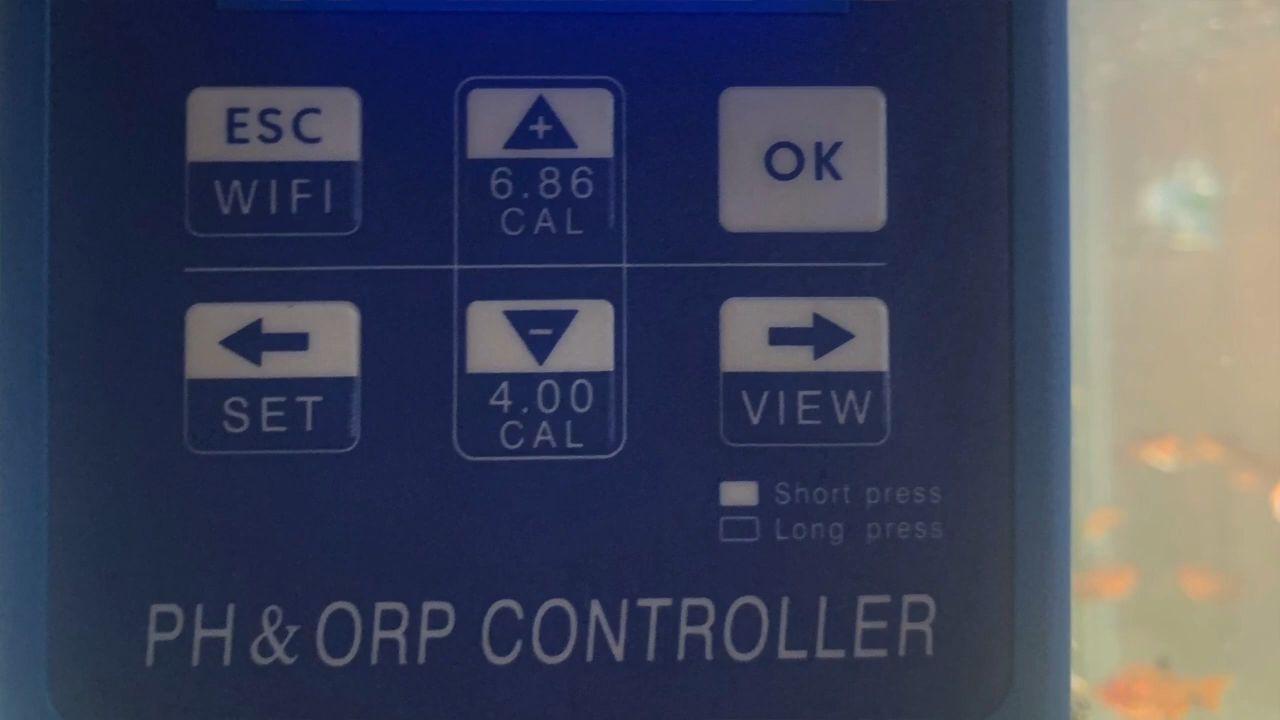 ESC
WIFI
+
6.86
CAL
OK
SET
−
4.00
CAL
VIEW
Short press
Long press
PH & ORP CONTROLLER